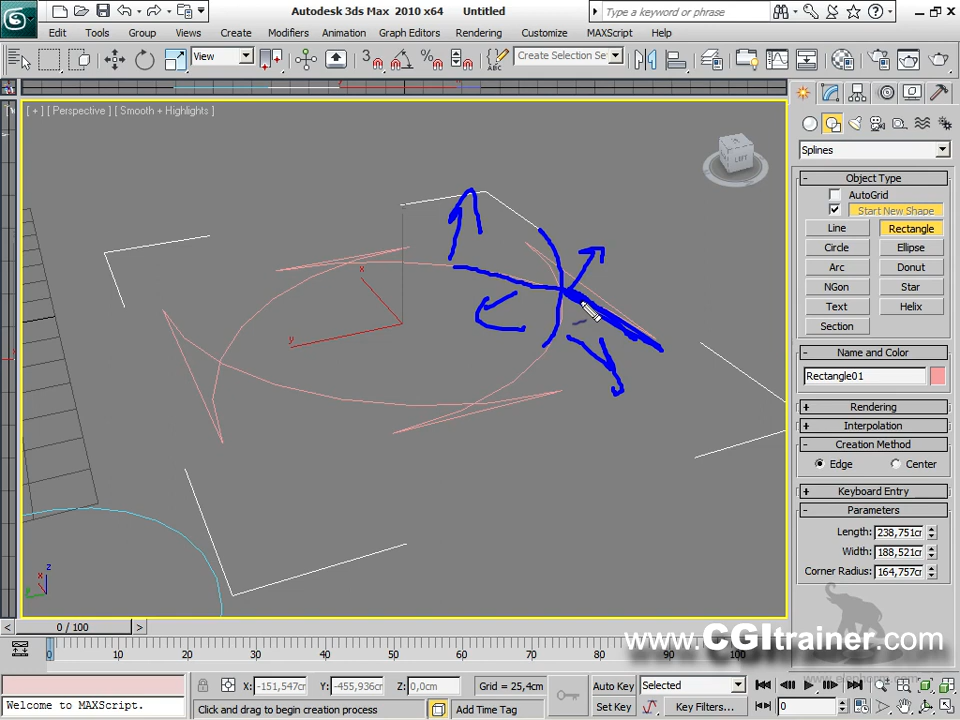 Autodesk 3ds Max 2010 x64 Untitled
Type a keyword or phrase
Edit Tools Group Views Create Modifiers Animation Graph Editors Rendering Customize MAXScript Help
View
3
ABC
Create Selection Se
[ + ] [ Perspective ] [ Smooth + Highlights ]
LEFT
x
y
z
x
y
Splines
- Object Type
AutoGrid
Start New Shape
Line Rectangle
Circle Ellipse
Arc Donut
NGon Star
Text Helix
Section
- Name and Color
Rectangle01
+ Rendering
+ Interpolation
- Creation Method
Edge Center
+ Keyboard Entry
- Parameters
Length: 238,751cr
Width: 188,521cr
Corner Radius: 164,757cr
< 0 / 100 >
0 10 20 30 40 50 60 70 80 90 100
www.CGItrainer.com
X: -151,547cr Y: -455,936cr Z: 0,0cm Grid = 25,4cm Auto Key Selected
Welcome to MAXScript. Click and drag to begin creation process Add Time Tag Set Key Key Filters... 0